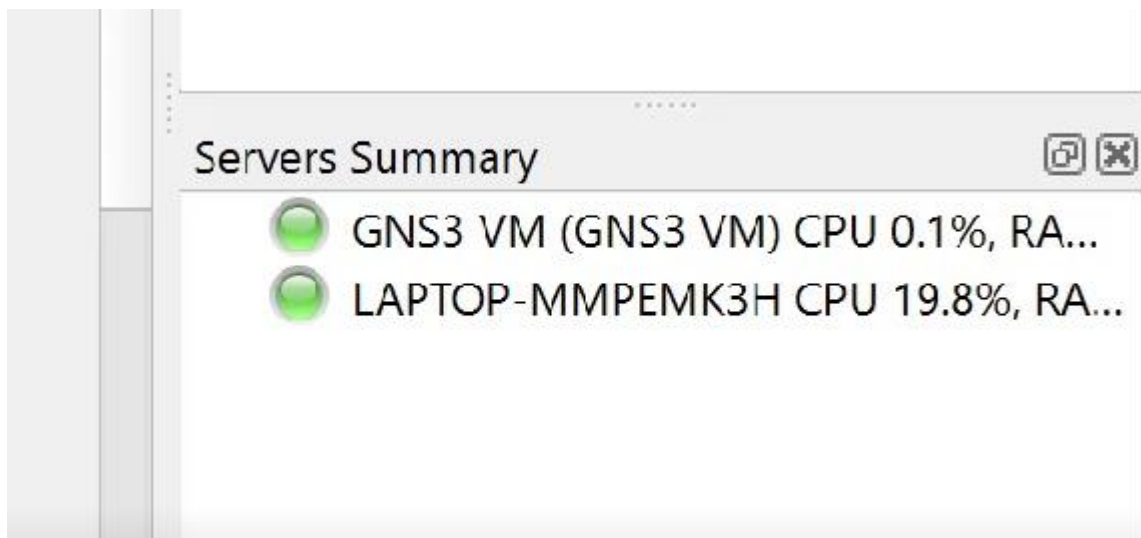 Servers Summary
GNS3 VM (GNS3 VM) CPU 0.1%, RA...
LAPTOP-MMPEMK3H CPU 19.8%, RA...